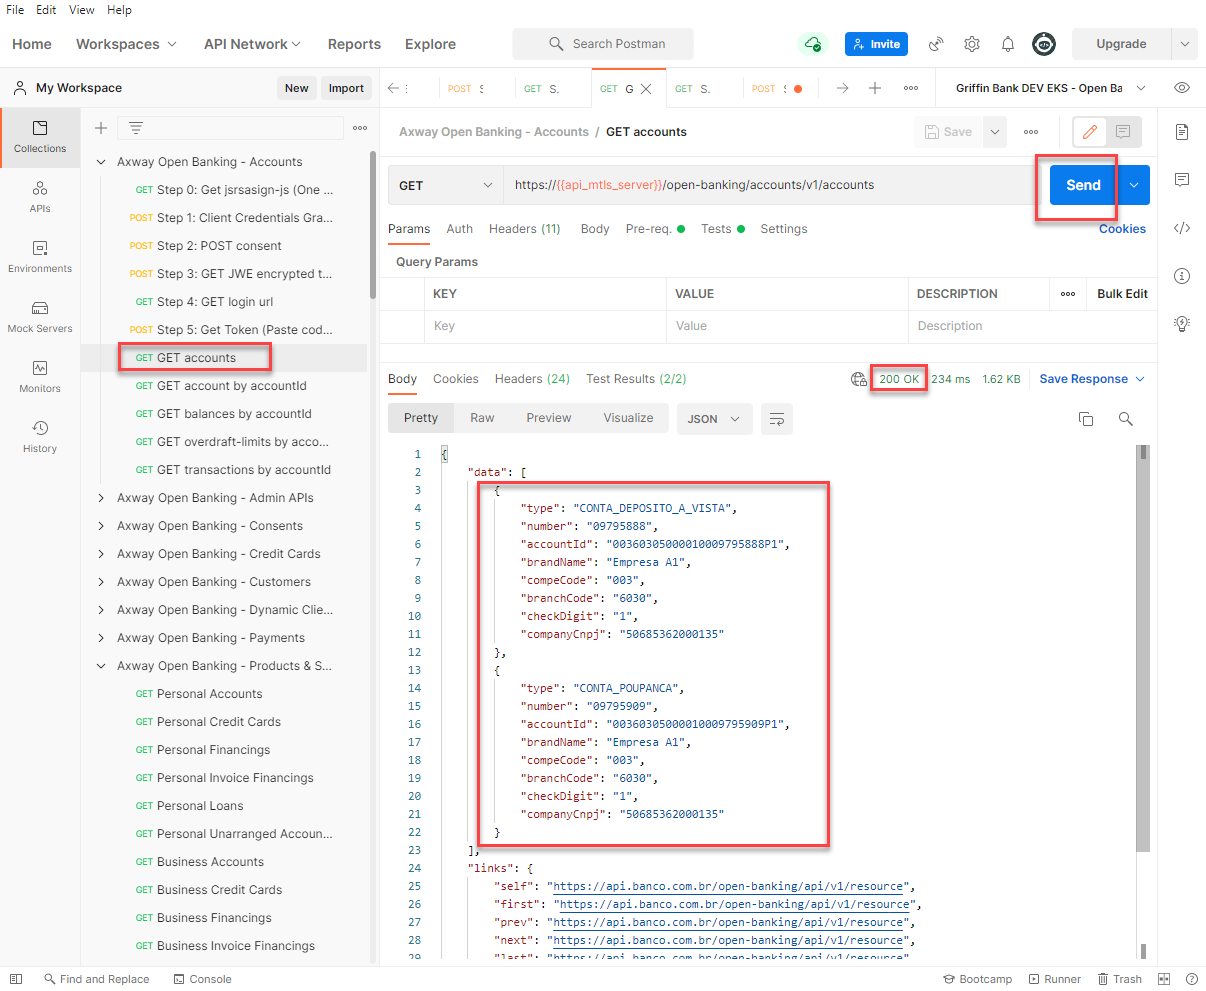 File Edit View Help
Home Workspaces API Network Reports Explore Search Postman Invite Upgrade
My Workspace New Import
POST S GET S. GET G GET S. POST Griffin Bank DEV EKS - Open Ba
Collections
APIs
Environments
Mock Servers
Monitors
History
Axway Open Banking - Accounts
GET Step 0: Get jsrsasign-js (One ...
POST Step 1: Client Credentials Gra...
POST Step 2: POST consent
POST Step 3: GET JWE encrypted t...
GET Step 4: GET login url
POST Step 5: Get Token (Paste cod...
GET GET accounts
GET GET account by accountId
GET GET balances by accountId
GET GET overdraft-limits by acco...
GET GET transactions by accountId
Axway Open Banking - Admin APIs
Axway Open Banking - Consents
Axway Open Banking - Credit Cards
Axway Open Banking - Customers
Axway Open Banking - Dynamic Clie...
Axway Open Banking - Payments
Axway Open Banking - Products & S...
GET Personal Accounts
GET Personal Credit Cards
GET Personal Financings
GET Personal Invoice Financings
GET Personal Loans
GET Personal Unarranged Accoun...
GET Business Accounts
GET Business Credit Cards
GET Business Financings
GET Business Invoice Financings
Axway Open Banking - Accounts / GET accounts Save
GET https://{{api_mtls_server}}/open-banking/accounts/v1/accounts Send
Params Auth Headers (11) Body Pre-req. Tests Settings Cookies
Query Params
KEY VALUE DESCRIPTION Bulk Edit
Key Value Description
Body Cookies Headers (24) Test Results (2/2) 200 OK 234 ms 1.62 KB Save Response
Pretty Raw Preview Visualize JSON
1 {
2 "data": [
3 {
4 "type": "CONTA_DEPOSITO_A_VISTA",
5 "number": "09795888",
6 "accountId": "00360305000010009795888P1",
7 "brandName": "Empresa A1",
8 "compeCode": "003",
9 "branchCode": "6030",
10 "checkDigit": "1",
11 "companyCnpj": "50685362000135"
12 },
13 {
14 "type": "CONTA_POUPANCA",
15 "number": "09795909",
16 "accountId": "00360305000010009795909P1",
17 "brandName": "Empresa A1",
18 "compeCode": "003",
19 "branchCode": "6030",
20 "checkDigit": "1",
21 "companyCnpj": "50685362000135"
22 }
23 ],
24 "links": {
25 "self": "https://api.banco.com.br/open-banking/api/v1/resource",
26 "first": "https://api.banco.com.br/open-banking/api/v1/resource",
27 "prev": "https://api.banco.com.br/open-banking/api/v1/resource",
28 "next": "https://api.banco.com.br/open-banking/api/v1/resource",
29 "last": "https://api.banco.com.br/open-banking/api/v1/resource"
Find and Replace Console Bootcamp Runner Trash